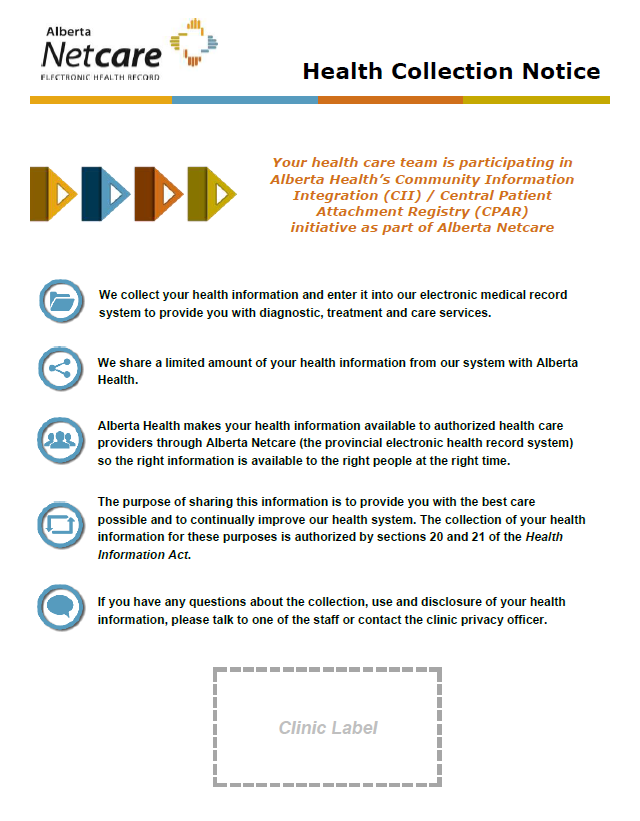 Alberta
Netcare
ELECTRONIC HEALTH RECORD
Health Collection Notice
Your health care team is participating in
Alberta Health's Community Information
Integration (CII) / Central Patient
Attachment Registry (CPAR)
initiative as part of Alberta Netcare
We collect your health information and enter it into our electronic medical record
system to provide you with diagnostic, treatment and care services.
We share a limited amount of your health information from our system with Alberta
Health.
Alberta Health makes your health information available to authorized health care
providers through Alberta Netcare (the provincial electronic health record system)
so the right information is available to the right people at the right time.
The purpose of sharing this information is to provide you with the best care
possible and to continually improve our health system. The collection of your health
information for these purposes is authorized by sections 20 and 21 of the Health
Information Act.
If you have any questions about the collection, use and disclosure of your health
information, please talk to one of the staff or contact the clinic privacy officer.
Clinic Label